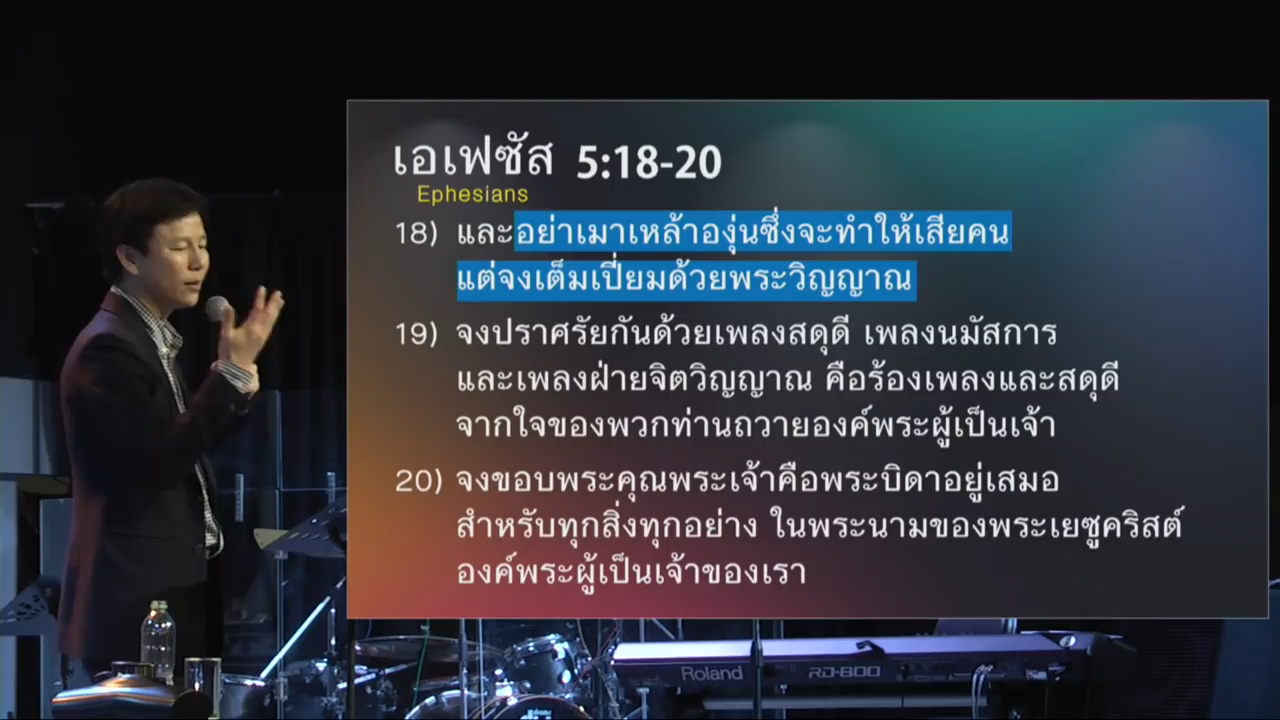 เอเฟซัส 5:18-20
Ephesians
18) และอย่าเมาเหล้าองุ่นซึ่งจะทำให้เสียคน
แต่จงเต็มเปี่ยมด้วยพระวิญญาณ
19) จงปราศรัยกันด้วยเพลงสดุดี เพลงนมัสการ
และเพลงฝ่ายจิตวิญญาณ คือร้องเพลงและสดุดี
จากใจของพวกท่านถวายองค์พระผู้เป็นเจ้า
20) จงขอบพระคุณพระเจ้าคือพระบิดาอยู่เสมอ
สำหรับทุกสิ่งทุกอย่าง ในพระนามของพระเยซูคริสต์
องค์พระผู้เป็นเจ้าของเรา
Roland RD-800